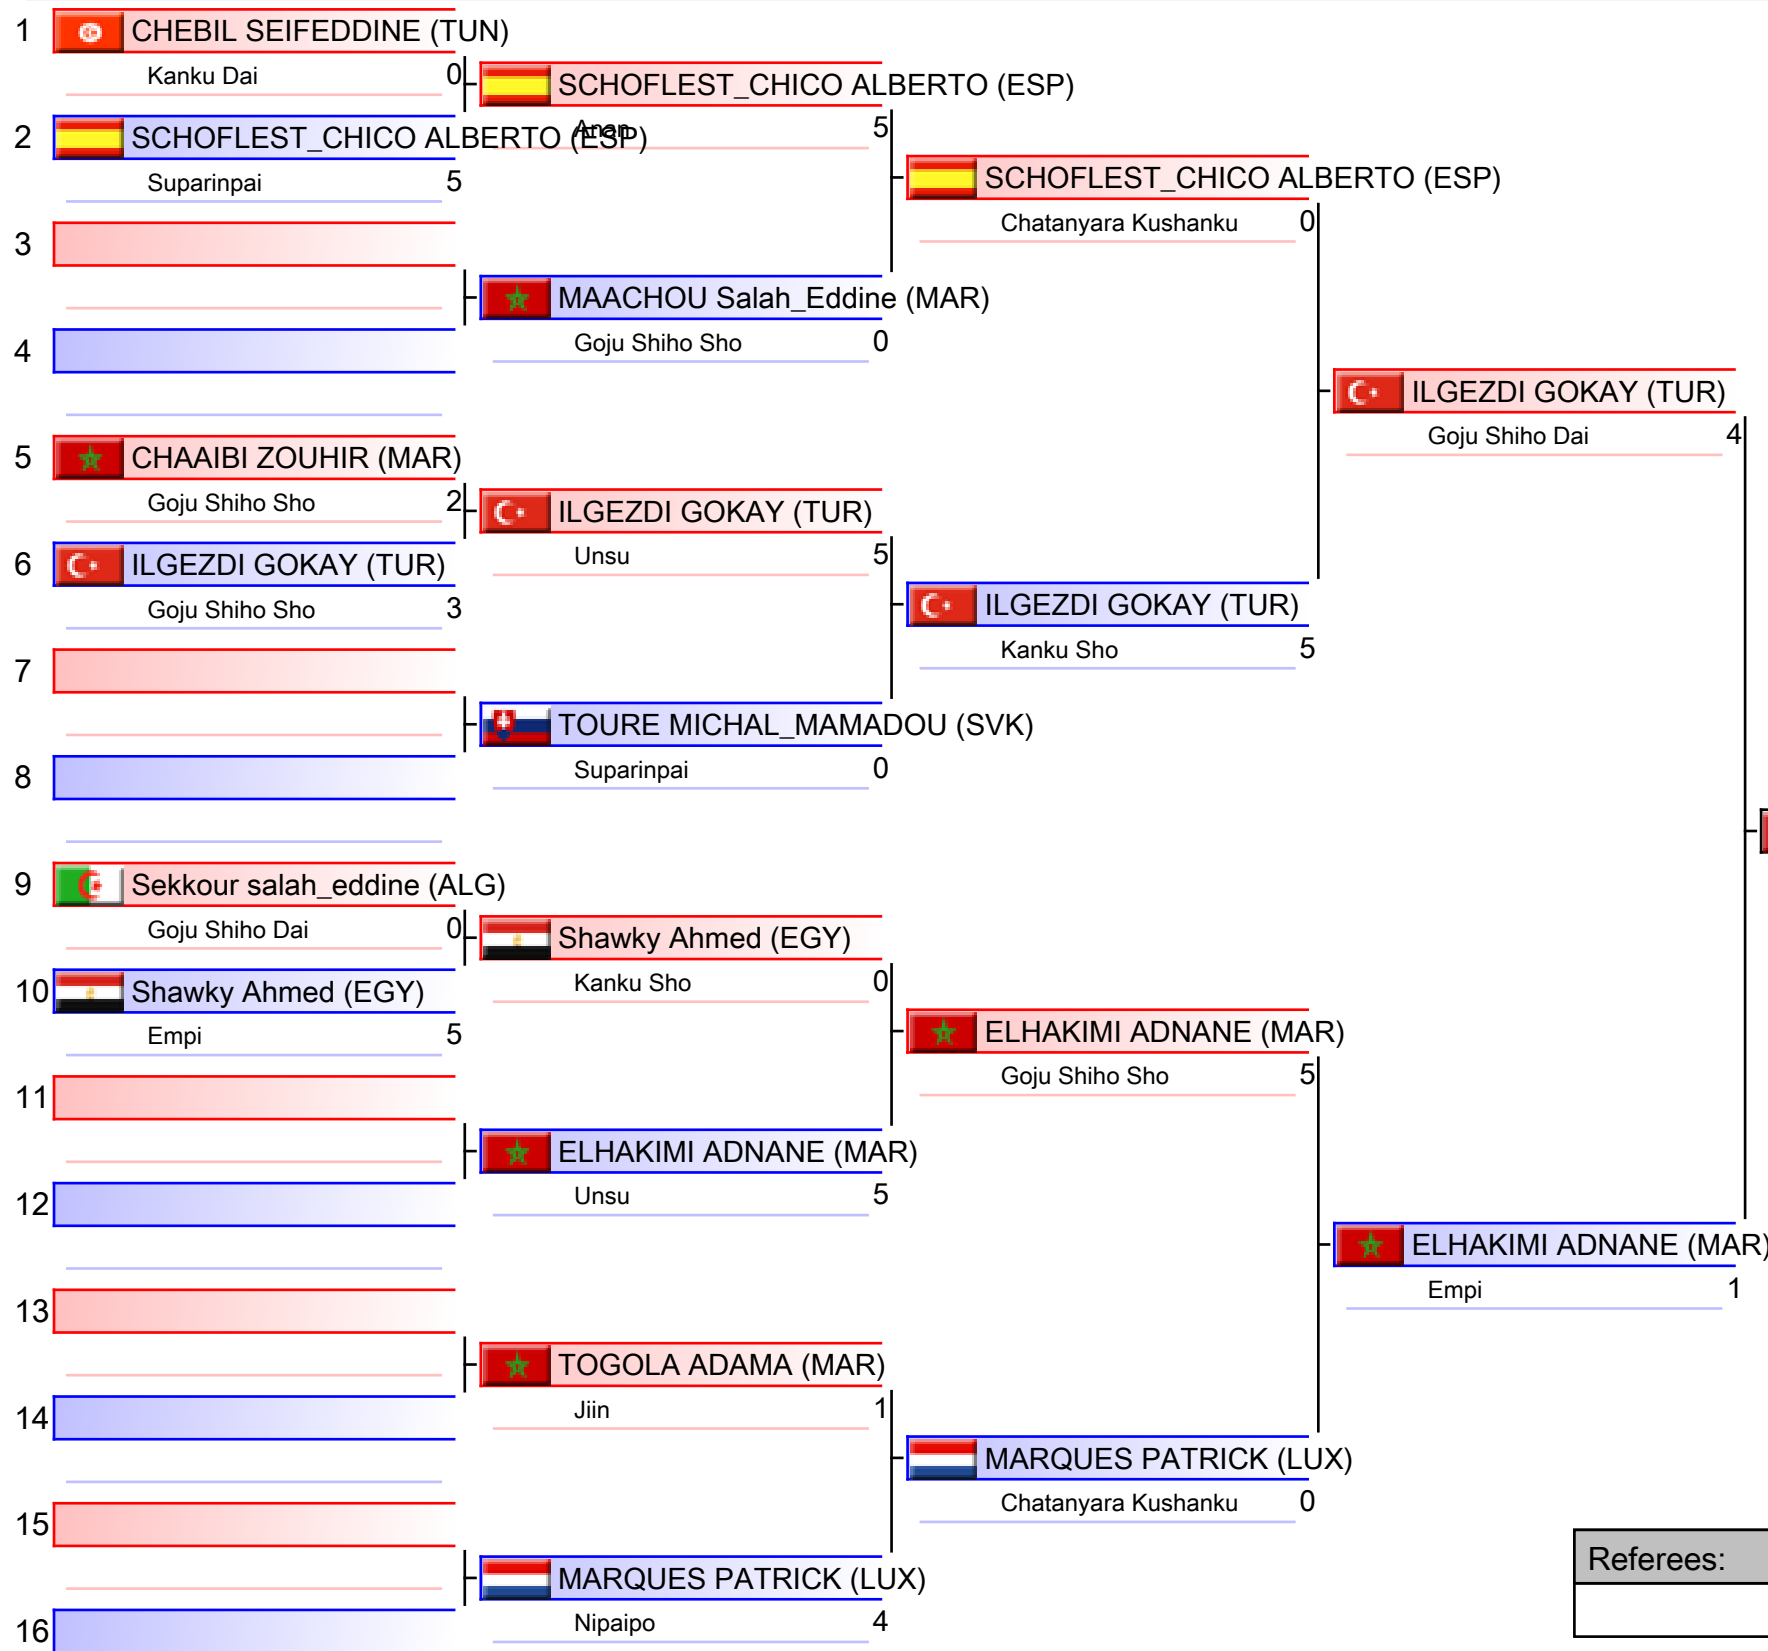 1 CHEBIL SEIFEDDINE (TUN)
Kanku Dai 0
SCHOFLEST_CHICO ALBERTO (ESP)
Anan 5
2 SCHOFLEST_CHICO ALBERTO (ESP)
Suparinpai 5
SCHOFLEST_CHICO ALBERTO (ESP)
Chatanyara Kushanku 0
3
MAACHOU Salah_Eddine (MAR)
Goju Shiho Sho 0
4
ILGEZDI GOKAY (TUR)
Goju Shiho Dai 4
5 CHAAIBI ZOUHIR (MAR)
Goju Shiho Sho 2
ILGEZDI GOKAY (TUR)
Unsu 5
6 ILGEZDI GOKAY (TUR)
Goju Shiho Sho 3
ILGEZDI GOKAY (TUR)
Kanku Sho 5
7
TOURE MICHAL_MAMADOU (SVK)
Suparinpai 0
8
9 Sekkour salah_eddine (ALG)
Goju Shiho Dai 0
Shawky Ahmed (EGY)
Kanku Sho 0
10 Shawky Ahmed (EGY)
Empi 5
ELHAKIMI ADNANE (MAR)
Goju Shiho Sho 5
11
ELHAKIMI ADNANE (MAR)
Unsu 5
12
ELHAKIMI ADNANE (MAR)
Empi 1
13
TOGOLA ADAMA (MAR)
Jiin 1
14
MARQUES PATRICK (LUX)
Chatanyara Kushanku 0
15
MARQUES PATRICK (LUX)
Nipaipo 4
16
Referees: